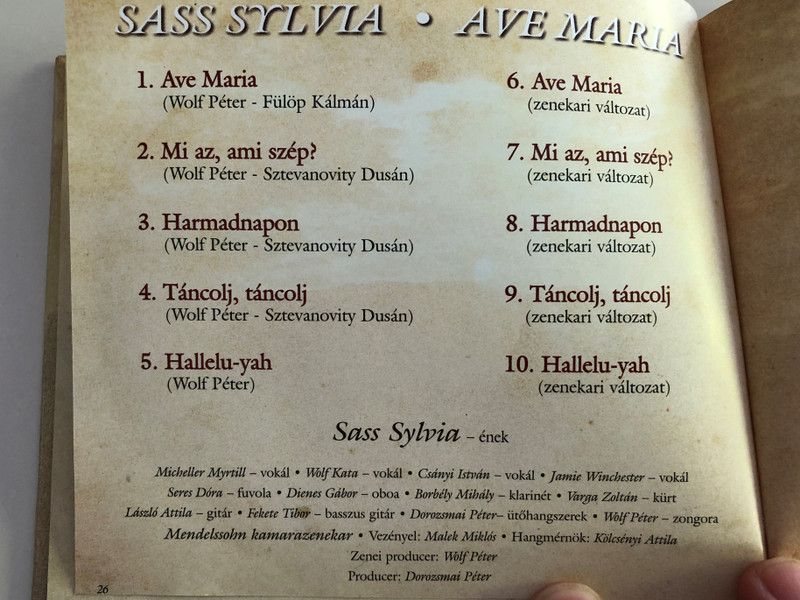 SASS SYLVIA • AVE MARIA
1. Ave Maria
(Wolf Péter - Fülöp Kálmán)
2. Mi az, ami szép?
(Wolf Péter - Sztevanovity Dusán)
3. Harmadnapon
(Wolf Péter - Sztevanovity Dusán)
4. Táncolj, táncolj
(Wolf Péter - Sztevanovity Dusán)
5. Hallelu-yah
(Wolf Péter)
6. Ave Maria
(zenekari változat)
7. Mi az, ami szép?
(zenekari változat)
8. Harmadnapon
(zenekari változat)
9. Táncolj, táncolj
(zenekari változat)
10. Hallelu-yah
(zenekari változat)
Sass Sylvia – ének
Micheller Myrtill – vokál • Wolf Kata – vokál • Csányi István – vokál • Jamie Winchester – vokál
Seres Dóra – fuvola • Dienes Gábor – oboa • Borbély Mihály – klarinét • Varga Zoltán – kürt
László Attila – gitár • Fekete Tibor – basszus gitár • Dorozsmai Péter– ütőhangszerek • Wolf Péter – zongora
Mendelssohn kamarazenekar • Vezényel: Malek Miklós • Hangmérnök: Kölcsényi Attila
Zenei producer: Wolf Péter
Producer: Dorozsmai Péter
26